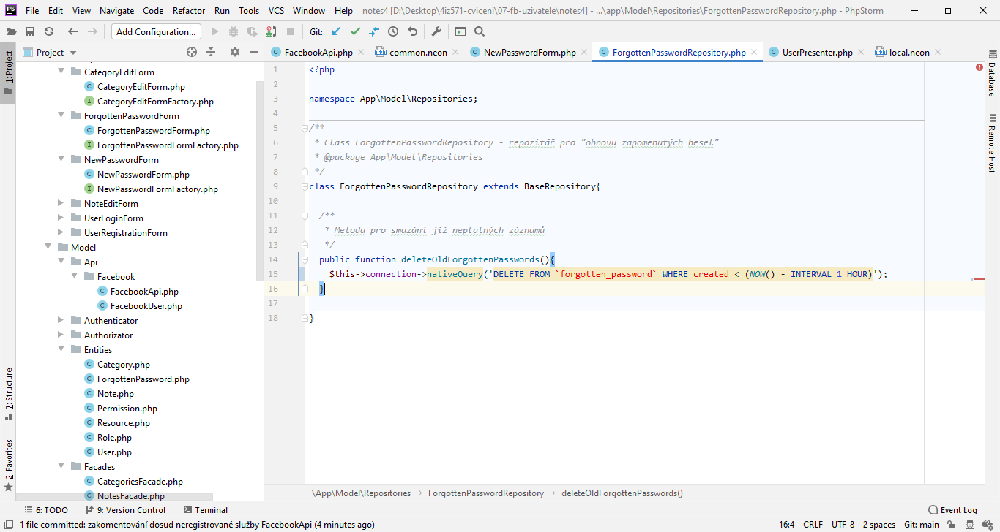 PS File Edit View Navigate Code Refactor Run Tools VCS Window Help notes4 [D:\Desktop\4iz571-cviceni\07-fb-uzivatele\notes4] - ...\app\Model\Repositories\ForgottenPasswordRepository.php - PhpStorm
Add Configuration... Git:
Project
FacebookApi.php common.neon NewPasswordForm.php ForgottenPasswordRepository.php UserPresenter.php local.neon
1: Project
7: Structure
2: Favorites
CategoryEditForm
CategoryEditForm.php
CategoryEditFormFactory.php
ForgottenPasswordForm
ForgottenPasswordForm.php
ForgottenPasswordFormFactory.php
NewPasswordForm
NewPasswordForm.php
NewPasswordFormFactory.php
NoteEditForm
UserLoginForm
UserRegistrationForm
Model
Api
Facebook
FacebookApi.php
FacebookUser.php
Authenticator
Authorizator
Entities
Category.php
ForgottenPassword.php
Note.php
Permission.php
Resource.php
Role.php
User.php
Facades
CategoriesFacade.php
NotesFacade.php
1 <?php
2
3 namespace App\Model\Repositories;
4
5 /**
6 * Class ForgottenPasswordRepository - repozitář pro "obnovu zapomenutých hesel"
7 * @package App\Model\Repositories
8 */
9 class ForgottenPasswordRepository extends BaseRepository{
10
11 /**
12 * Metoda pro smazání již neplatných záznamů
13 */
14 public function deleteOldForgottenPasswords(){
15 $this->connection->nativeQuery('DELETE FROM `forgotten_password` WHERE created < (NOW() - INTERVAL 1 HOUR)');
16 }
17
18 }
Database
Remote Host
\App\Model\Repositories › ForgottenPasswordRepository › deleteOldForgottenPasswords()
6: TODO 9: Version Control Terminal Event Log
1 file committed: zakomentování dosud neregistrované služby FacebookApi (4 minutes ago) 16:4 CRLF UTF-8 2 spaces Git: main